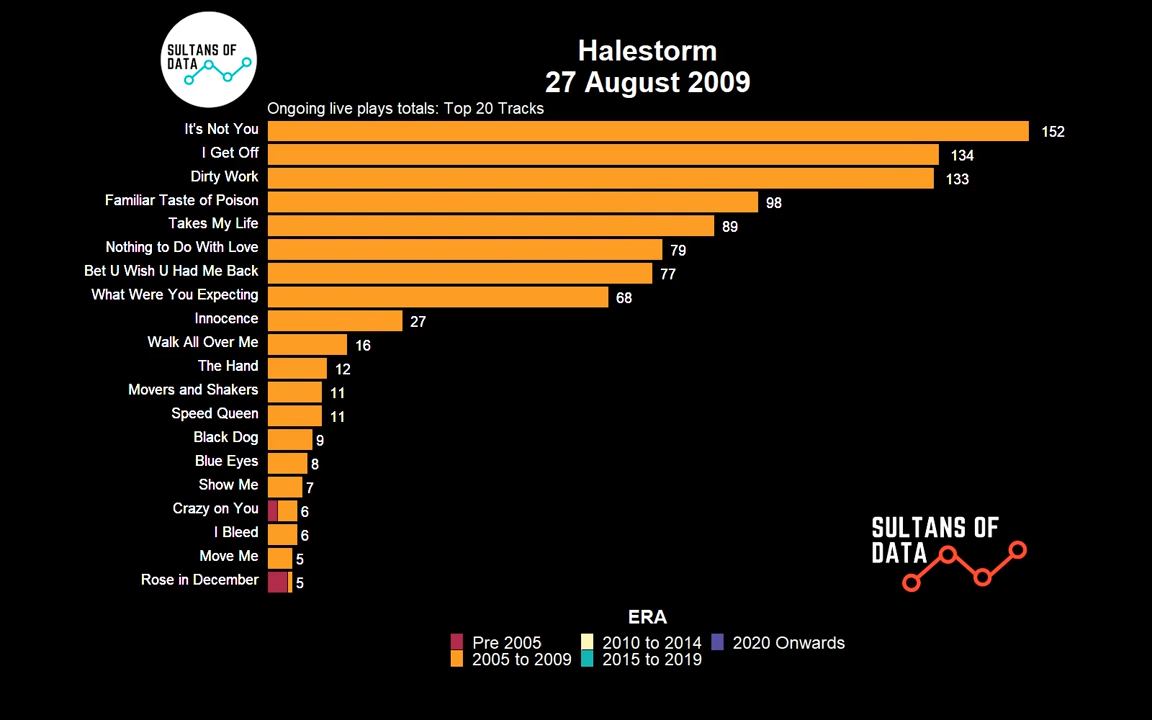 SULTANS OF
DATA
Halestorm
27 August 2009
Ongoing live plays totals: Top 20 Tracks
It's Not You 152
I Get Off 134
Dirty Work 133
Familiar Taste of Poison 98
Takes My Life 89
Nothing to Do With Love 79
Bet U Wish U Had Me Back 77
What Were You Expecting 68
Innocence 27
Walk All Over Me 16
The Hand 12
Movers and Shakers 11
Speed Queen 11
Black Dog 9
Blue Eyes 8
Show Me 7
Crazy on You 6
I Bleed 6
Move Me 5
Rose in December 5
SULTANS OF
DATA
ERA
Pre 2005 2010 to 2014 2020 Onwards
2005 to 2009 2015 to 2019